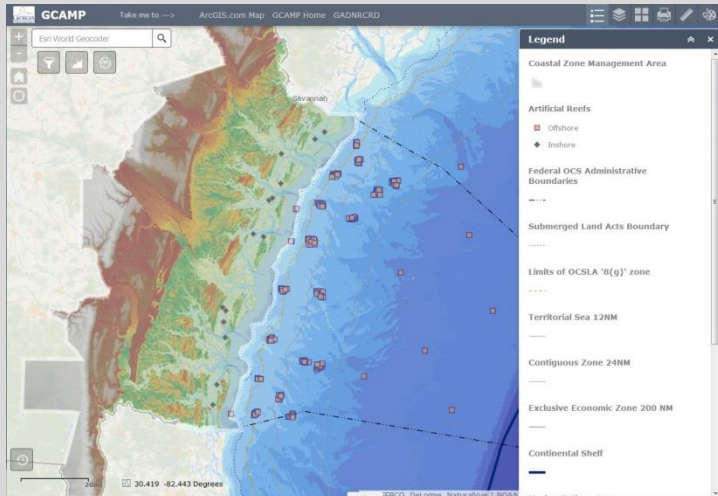 GEORGIA
GCAMP
Take me to --->
ArcGIS.com Map
GCAMP Home
GADNRCRD
+
-
Esri World Geocoder
Savannah
30.419 -82.443 Degrees
Legend
Coastal Zone Management Area
Artificial Reefs
Offshore
Inshore
Federal OCS Administrative
Boundaries
Submerged Land Acts Boundary
Limits of OCSLA '8(g)' zone
Territorial Sea 12NM
Contiguous Zone 24NM
Exclusive Economic Zone 200 NM
Continental Shelf